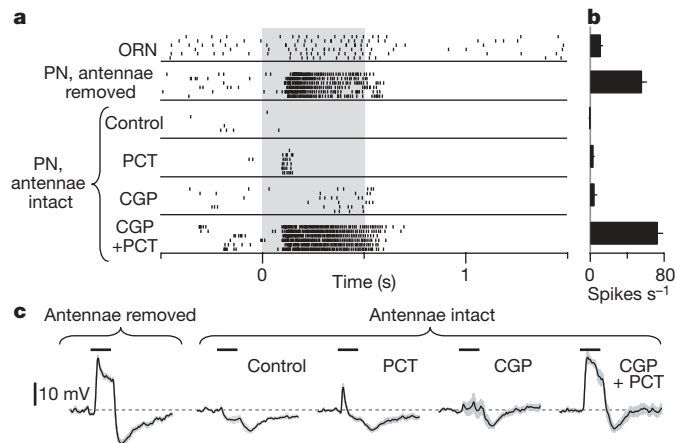 a
b
ORN
PN, antennae
removed
PN,
antennae
intact
Control
PCT
CGP
CGP
+PCT
0
1
Time (s)
0
80
Spikes s⁻¹
c
Antennae removed
Antennae intact
Control
PCT
CGP
CGP
+ PCT
10 mV